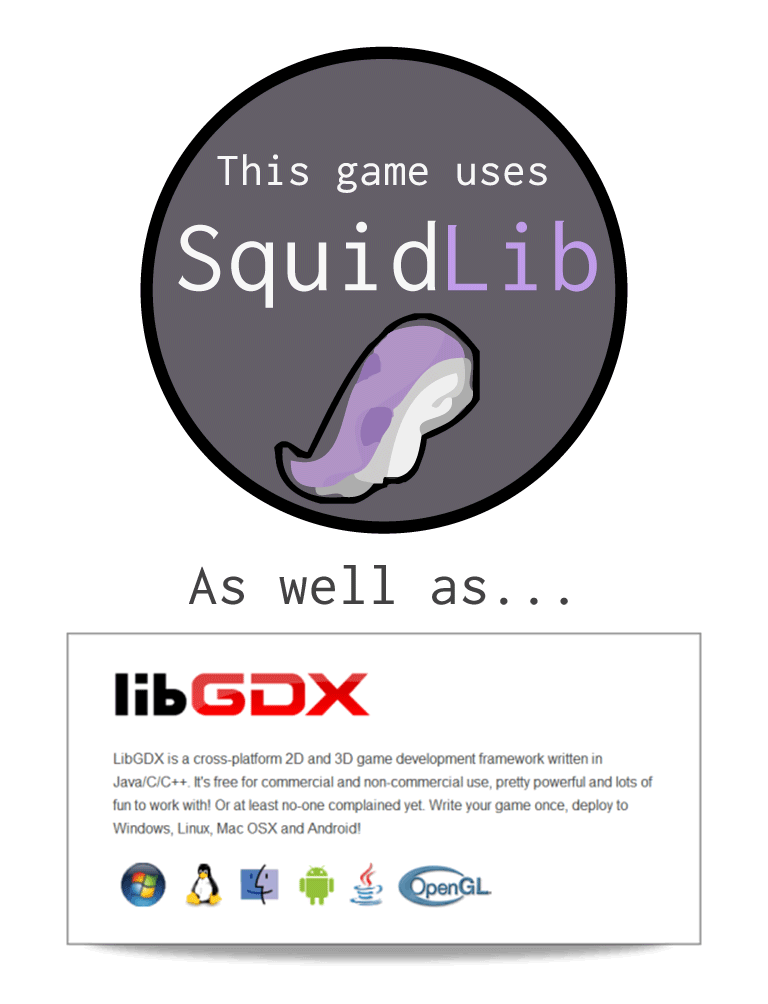 This game uses
SquidLib
As well as...
libGDX
LibGDX is a cross-platform 2D and 3D game development framework written in
Java/C/C++. It's free for commercial and non-commercial use, pretty powerful and lots of
fun to work with! Or at least no-one complained yet. Write your game once, deploy to
Windows, Linux, Mac OSX and Android!
OpenGL